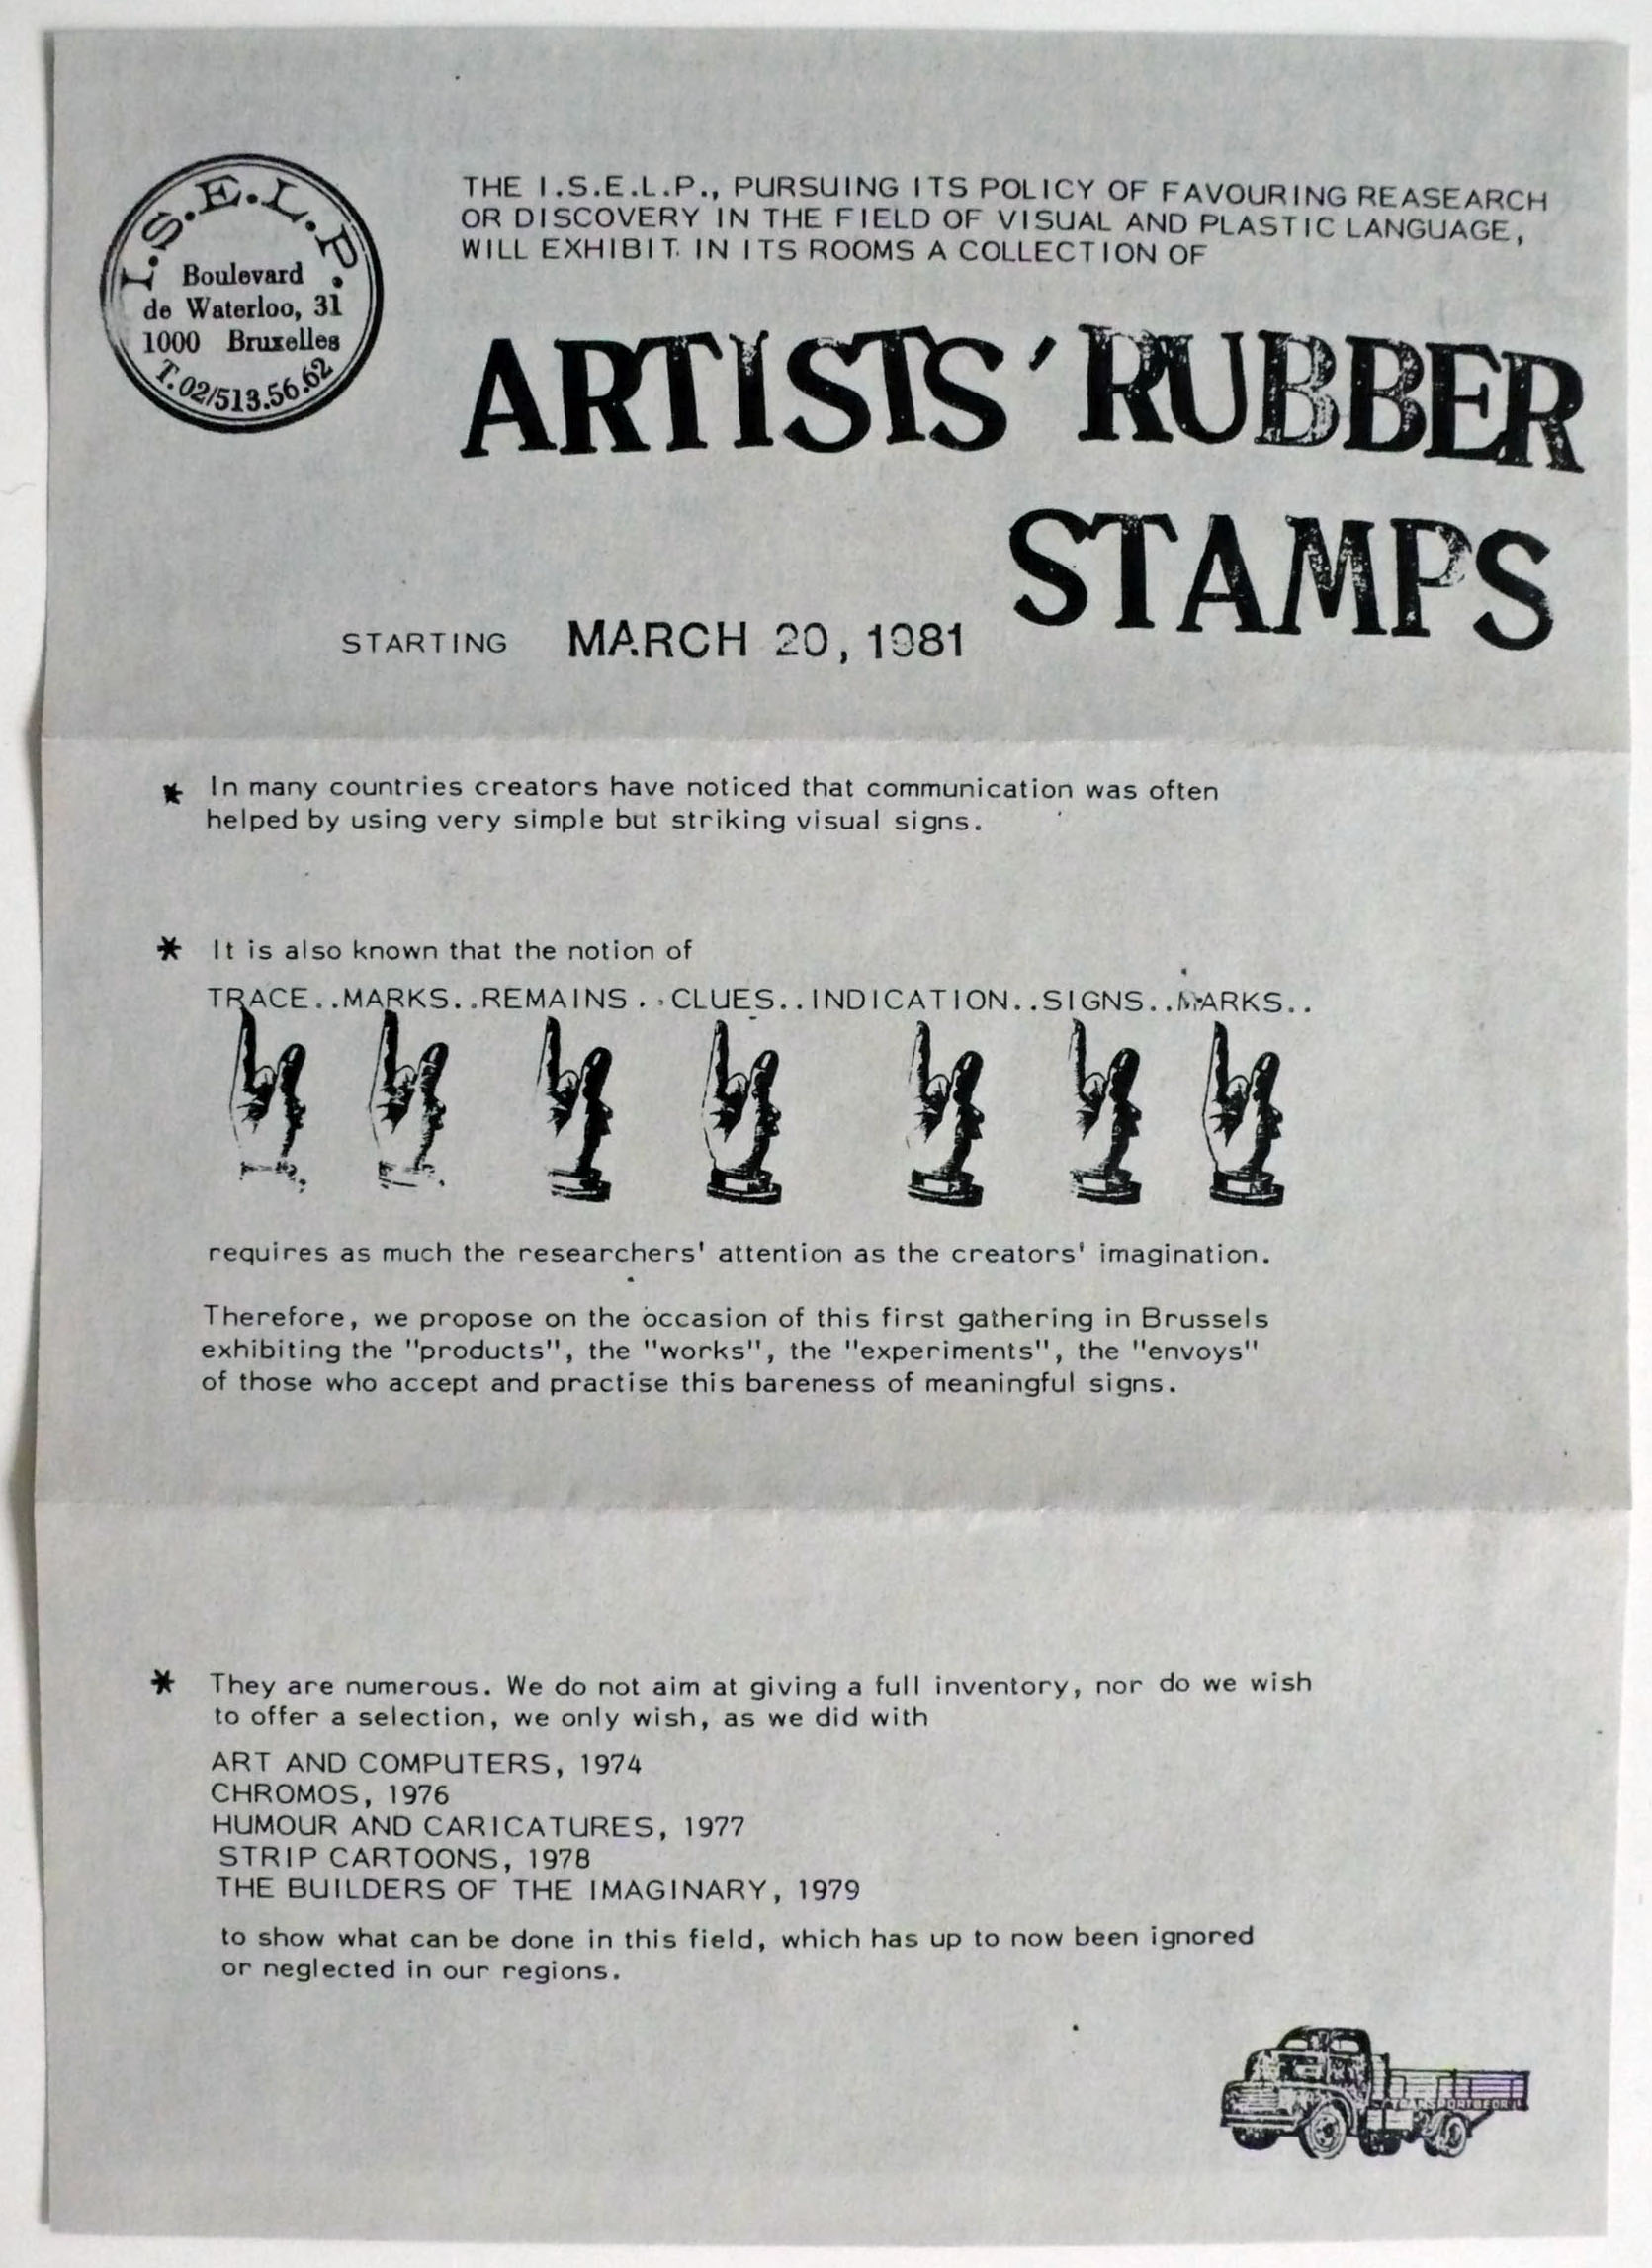 I.S.E.L.P.
Boulevard
de Waterloo, 31
1000 Bruxelles
T.02/513.56.62
THE I.S.E.L.P., PURSUING ITS POLICY OF FAVOURING REASEARCH
OR DISCOVERY IN THE FIELD OF VISUAL AND PLASTIC LANGUAGE,
WILL EXHIBIT IN ITS ROOMS A COLLECTION OF
ARTISTS' RUBBER
STAMPS
STARTING MARCH 20, 1981
* In many countries creators have noticed that communication was often
helped by using very simple but striking visual signs.
* It is also known that the notion of
TRACE..MARKS..REMAINS..CLUES..INDICATION..SIGNS..MARKS..
requires as much the researchers' attention as the creators' imagination.
Therefore, we propose on the occasion of this first gathering in Brussels
exhibiting the "products", the "works", the "experiments", the "envoys"
of those who accept and practise this bareness of meaningful signs.
* They are numerous. We do not aim at giving a full inventory, nor do we wish
to offer a selection, we only wish, as we did with
ART AND COMPUTERS, 1974
CHROMOS, 1976
HUMOUR AND CARICATURES, 1977
STRIP CARTOONS, 1978
THE BUILDERS OF THE IMAGINARY, 1979
to show what can be done in this field, which has up to now been ignored
or neglected in our regions.